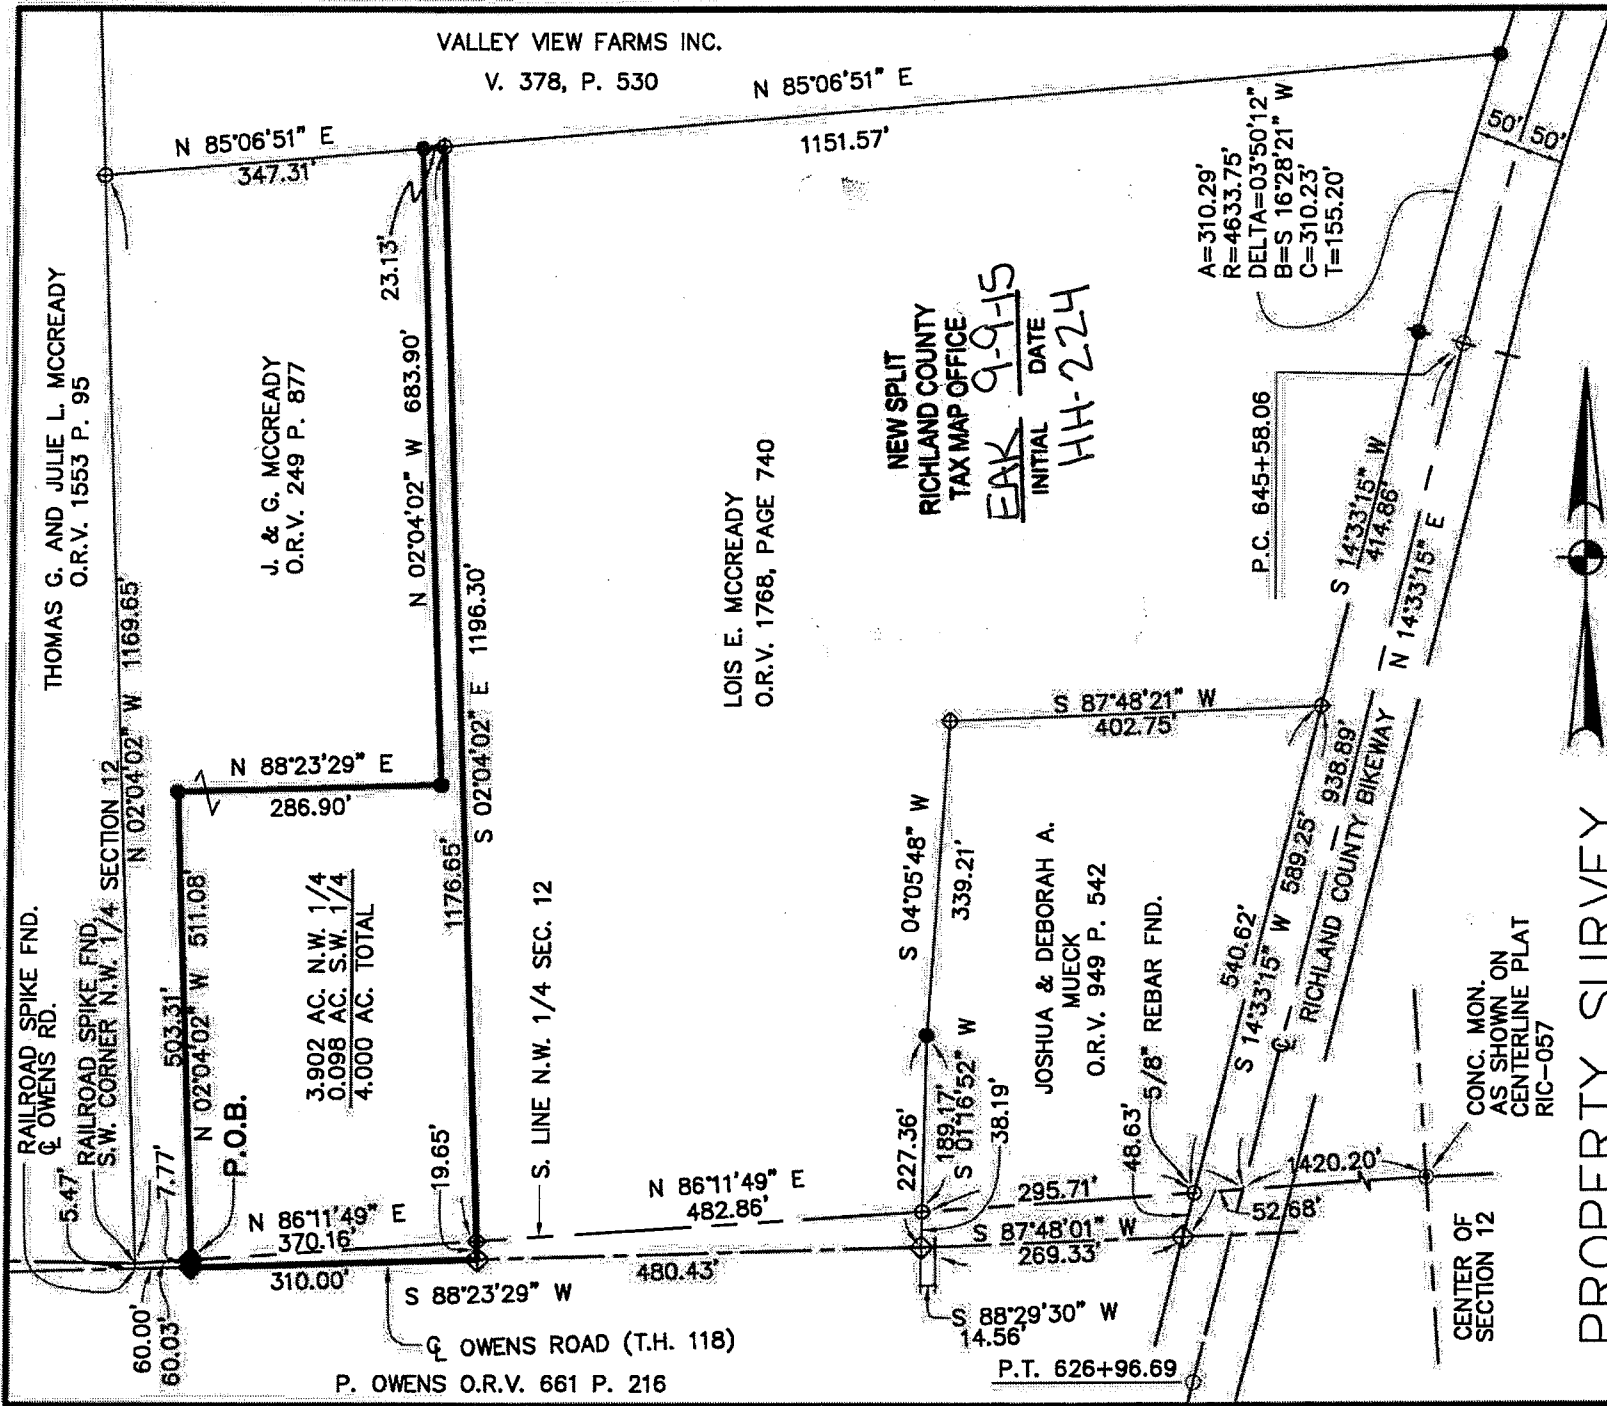 VALLEY VIEW FARMS INC.
V. 378, P. 530
N 85°06'51" E
1151.57'
N 85°06'51" E
347.31'
23.13'
50' 50'
A=310.29'
R=4633.75'
DELTA=03°50'12"
B=S 16°28'21" W
C=310.23'
T=155.20'
THOMAS G. AND JULIE L. MCCREADY
O.R.V. 1553 P. 95
J. & G. MCCREADY
O.R.V. 249 P. 877
N 02°04'02" W 683.90'
N 02°04'02" W 1169.65'
S 02°04'02" E 1196.30'
1176.65'
LOIS E. MCCREADY
O.R.V. 1768, PAGE 740
NEW SPLIT
RICHLAND COUNTY
TAX MAP OFFICE
EAK 9-9-15
INITIAL DATE
HH-224
P.C. 645+58.06
S 14°33'15" W
414.86'
N 14°33'15" E
N 88°23'29" E
286.90'
S 87°48'21" W
402.75'
RAILROAD SPIKE FND.
℄ OWENS RD.
RAILROAD SPIKE FND.
S.W. CORNER N.W. 1/4 SECTION 12
5.47'
7.77'
503.31'
N 02°04'02" W 511.08'
P.O.B.
3.902 AC. N.W. 1/4
0.098 AC. S.W. 1/4
4.000 AC. TOTAL
19.65'
S. LINE N.W. 1/4 SEC. 12
S 04°05'48" W
339.21'
JOSHUA & DEBORAH A.
MUECK
O.R.V. 949 P. 542
5/8" REBAR FND.
48.63'
540.62'
S 14°33'15" W 589.25'
938.89'
℄ RICHLAND COUNTY BIKEWAY
227.36'
189.17'
S 01°16'52" W
38.19'
N 86°11'49" E
370.16'
310.00'
S 88°23'29" W
N 86°11'49" E
482.86'
480.43'
295.71'
S 87°48'01" W
269.33'
1420.20'
52.68'
S 88°29'30" W
14.56'
60.00'
60.03'
℄ OWENS ROAD (T.H. 118)
P. OWENS O.R.V. 661 P. 216
P.T. 626+96.69
CONC. MON.
AS SHOWN ON
CENTERLINE PLAT
RIC-057
CENTER OF
SECTION 12
PROPERTY SURVEY